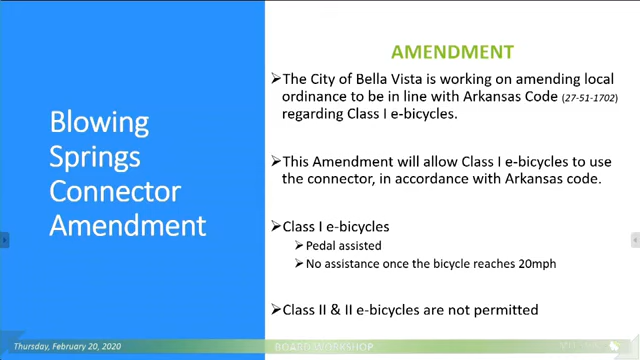 Blowing
Springs
Connector
Amendment
AMENDMENT
➢The City of Bella Vista is working on amending local
ordinance to be in line with Arkansas Code (27-51-1702)
regarding Class I e-bicycles.
➢This Amendment will allow Class I e-bicycles to use
the connector, in accordance with Arkansas code.
➢Class I e-bicycles
➢ Pedal assisted
➢ No assistance once the bicycle reaches 20mph
➢Class II & II e-bicycles are not permitted
Thursday, February 20, 2020
BOARD WORKSHOP